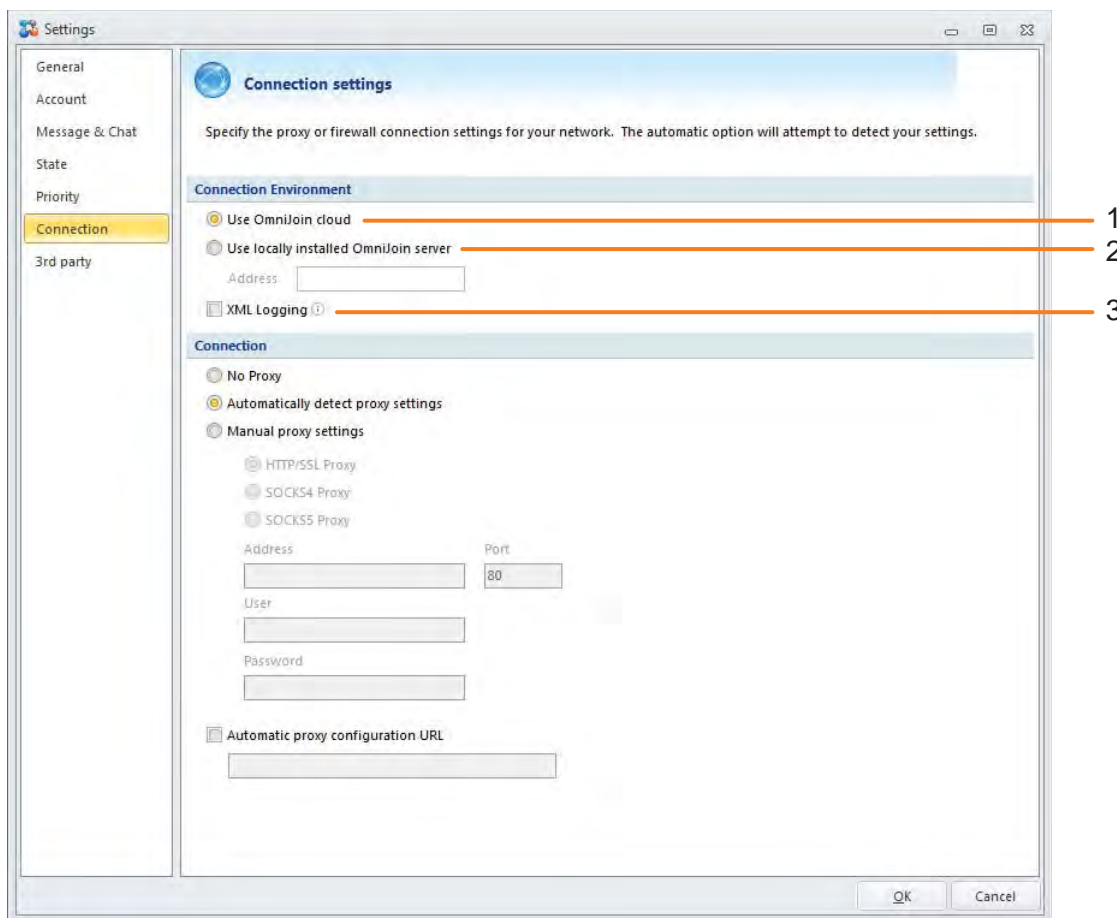 Settings
General
Account
Message & Chat
State
Priority
Connection
3rd party
Connection settings
Specify the proxy or firewall connection settings for your network. The automatic option will attempt to detect your settings.
Connection Environment
Use OmniJoin cloud
1
Use locally installed OmniJoin server
2
Address
XML Logging
3
Connection
No Proxy
Automatically detect proxy settings
Manual proxy settings
HTTP/SSL Proxy
SOCKS4 Proxy
SOCKS5 Proxy
Address Port
80
User
Password
Automatic proxy configuration URL
OK Cancel